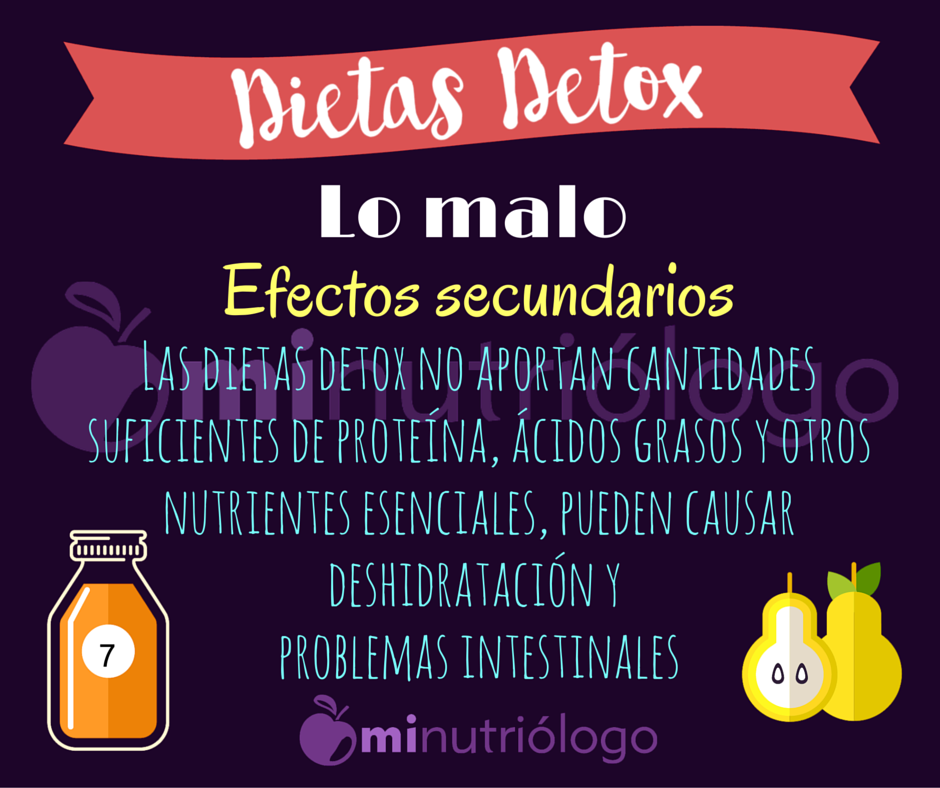 Dietas Detox
Lo malo
Efectos secundarios
Las dietas detox no aportan cantidades
suficientes de proteína, ácidos grasos y otros
nutrientes esenciales, pueden causar
deshidratación y
problemas intestinales
7
minutriólogo
minutriólogo